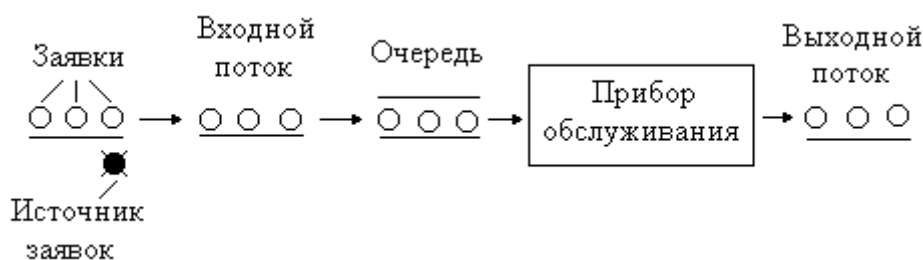 Заявки
Входной
поток
Очередь
Прибор
обслуживания
Выходной
поток
Источник
заявок